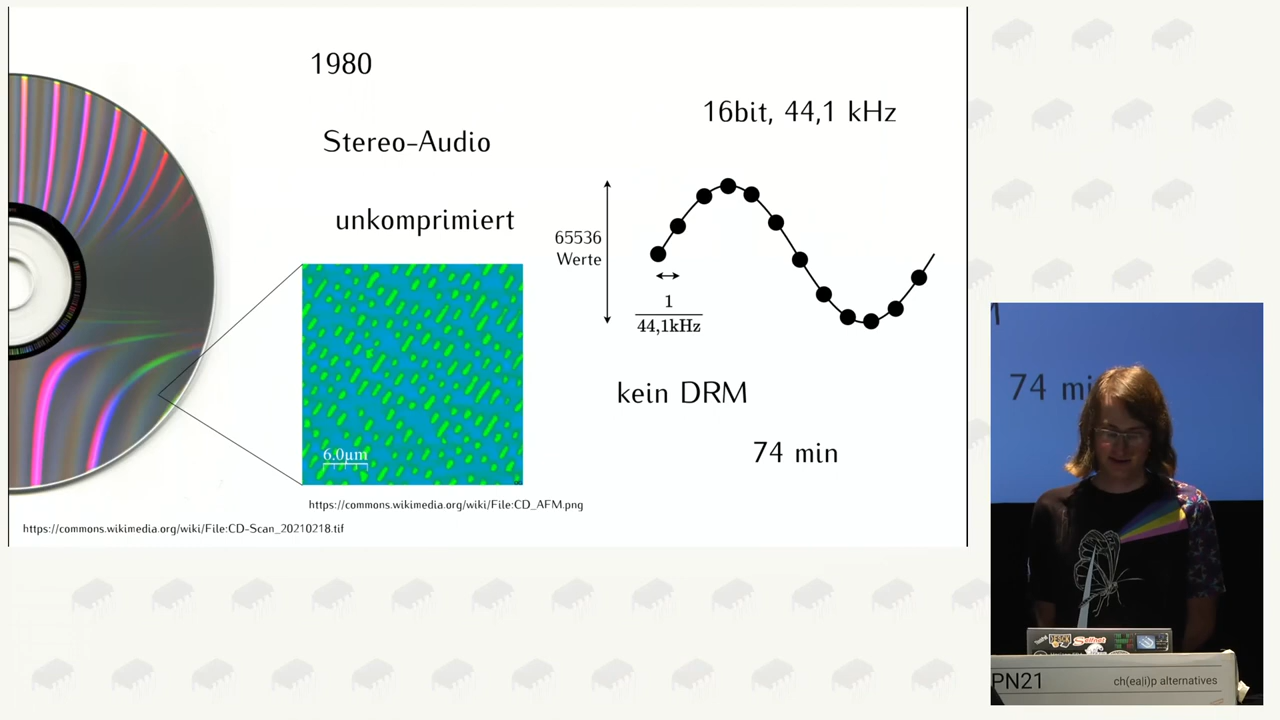 1980
Stereo-Audio
unkomprimiert
16bit, 44,1 kHz
65536
Werte
1
44,1kHz
kein DRM
74 min
6.0µm
https://commons.wikimedia.org/wiki/File:CD_AFM.png
https://commons.wikimedia.org/wiki/File:CD-Scan_20210218.tif
74 mi
PN21
ch(ea|i)p alternatives